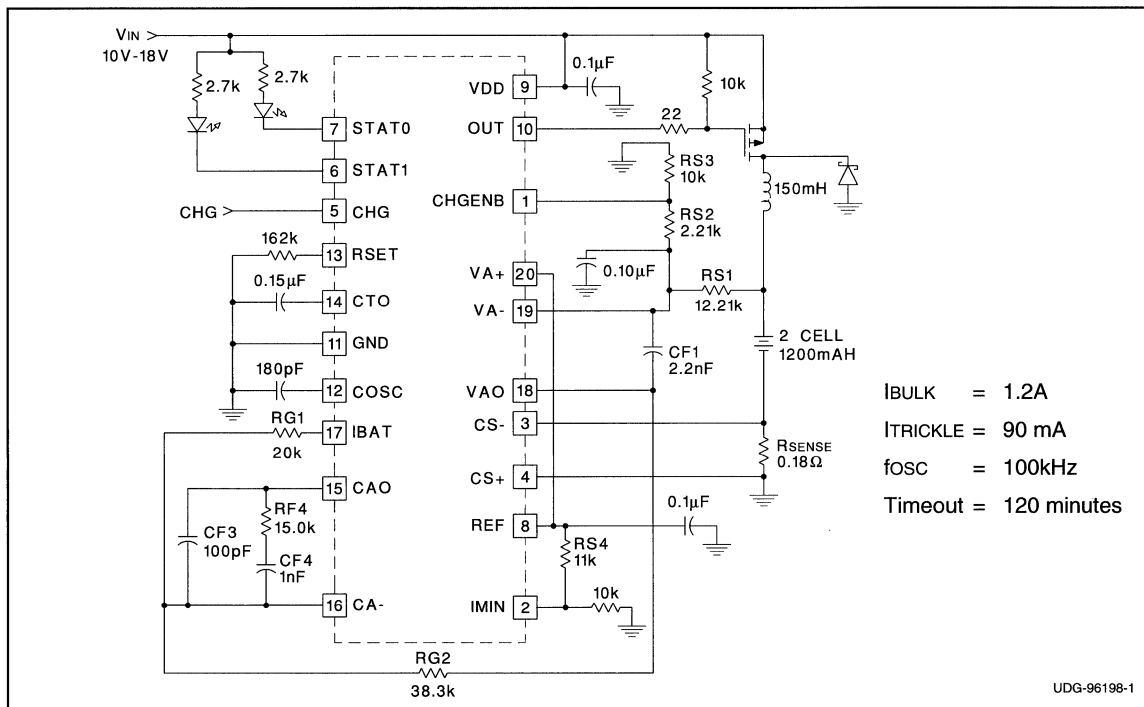 VIN
10V-18V
2.7k
2.7k
0.1µF
10k
9 VDD
7 STAT0
10 OUT
22
6 STAT1
RS3
10k
150mH
CHG
5 CHG
1 CHGENB
RS2
2.21k
162k
13 RSET
0.10µF
20 VA+
0.15µF
14 CTO
19 VA-
RS1
12.21k
11 GND
CF1
2.2nF
2 CELL
1200mAH
180pF
12 COSC
18 VAO
RG1
20k
17 IBAT
3 CS-
RSENSE
0.18Ω
15 CAO
4 CS+
RF4
15.0k
CF3
100pF
CF4
1nF
8 REF
0.1µF
RS4
11k
16 CA-
2 IMIN
10k
RG2
38.3k
IBULK = 1.2A
ITRICKLE = 90 mA
fOSC = 100kHz
Timeout = 120 minutes
UDG-96198-1